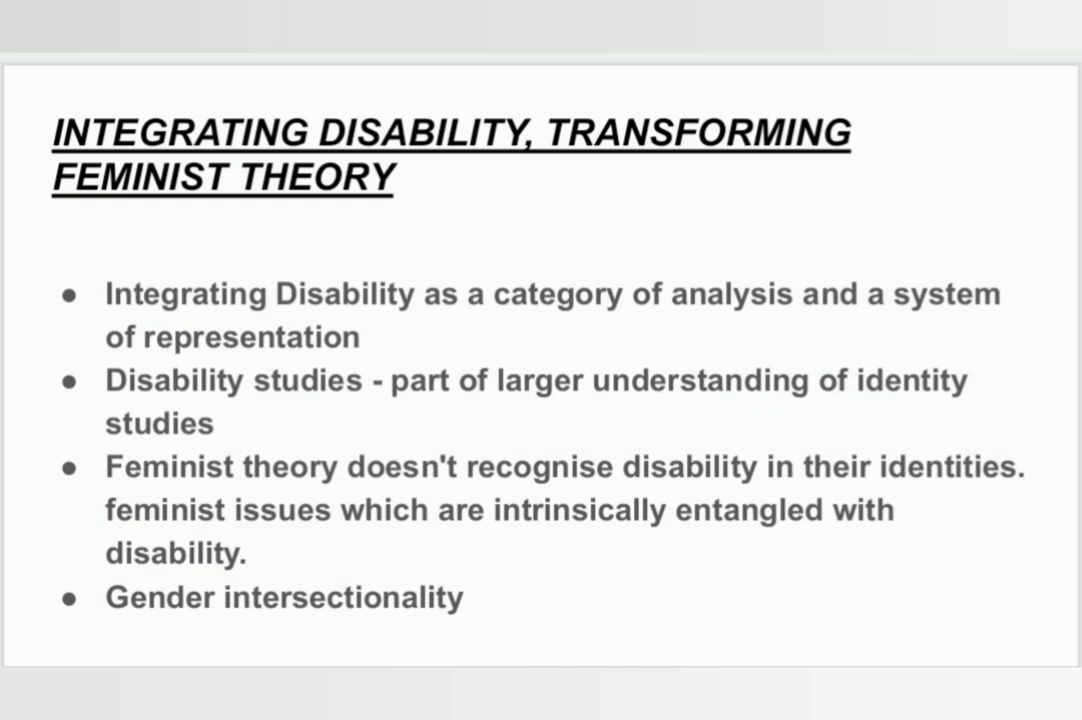 INTEGRATING DISABILITY, TRANSFORMING
FEMINIST THEORY
● Integrating Disability as a category of analysis and a system
of representation
● Disability studies - part of larger understanding of identity
studies
● Feminist theory doesn't recognise disability in their identities.
feminist issues which are intrinsically entangled with
disability.
● Gender intersectionality